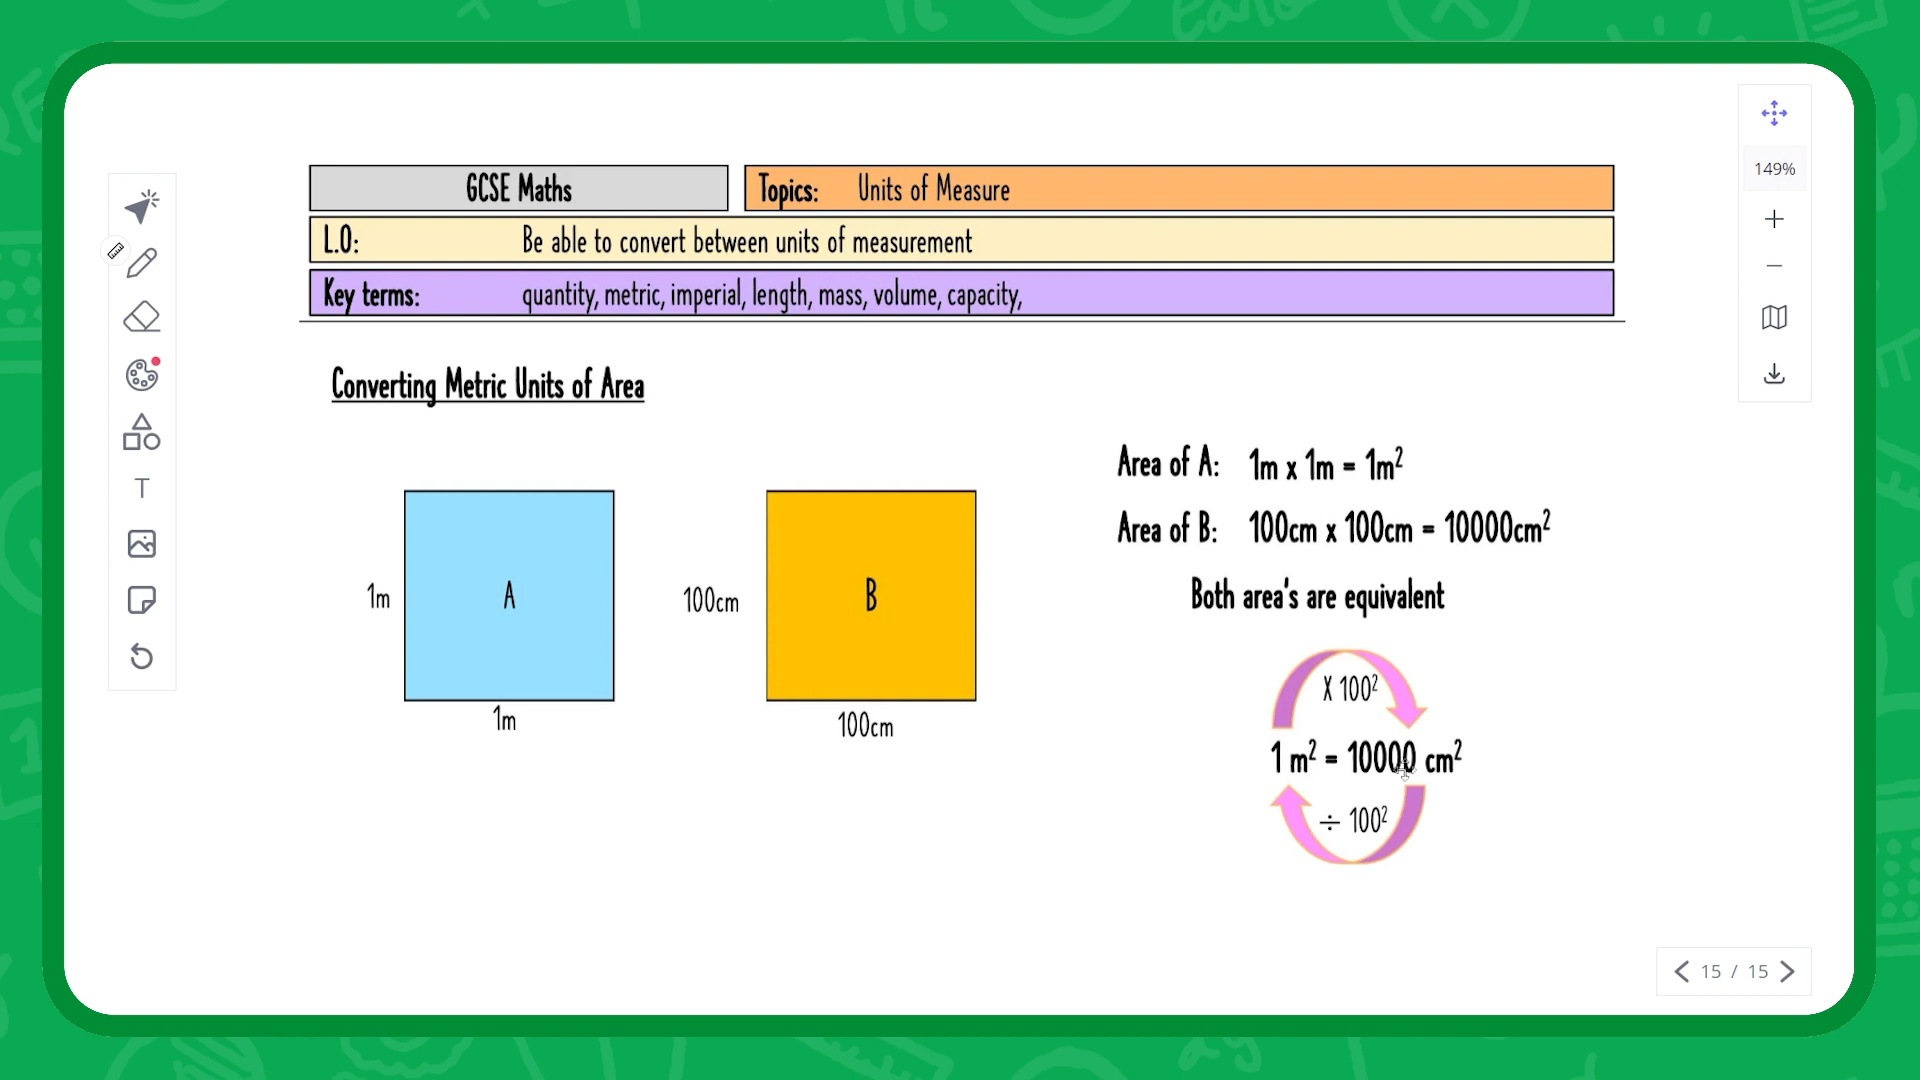 GCSE Maths
Topics: Units of Measure
L.O: Be able to convert between units of measurement
Key terms: quantity, metric, imperial, length, mass, volume, capacity,
Converting Metric Units of Area
Area of A: 1m x 1m = 1m²
Area of B: 100cm x 100cm = 10000cm²
Both area's are equivalent
1m
A
1m
100cm
B
100cm
X 100²
1 m² = 10000 cm²
÷ 100²
149%
T
15 / 15